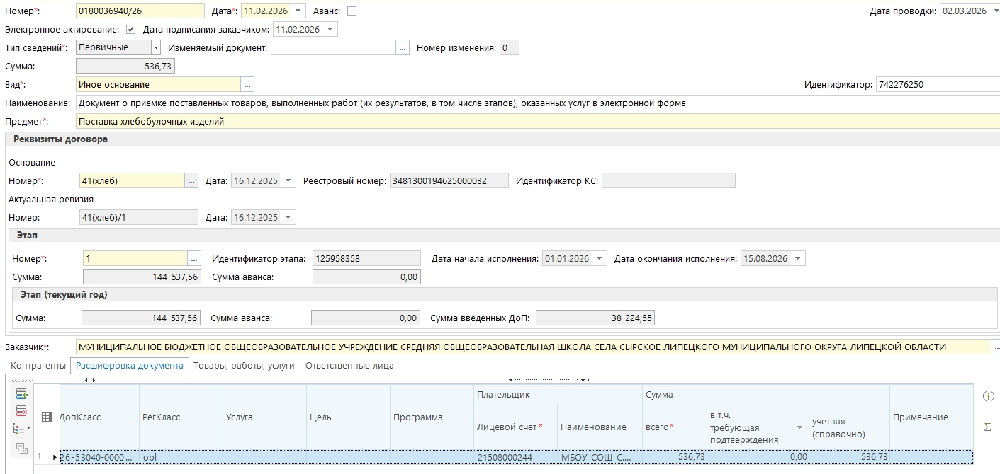 Номер*: 0180036940/26 Дата*: 11.02.2026 Аванс: Дата проводки: 02.03.2026
Электронное актирование: Дата подписания заказчиком: 11.02.2026
Тип сведений*: Первичные Изменяемый документ: ... Номер изменения: 0
Сумма: 536,73
Вид*: Иное основание ... Идентификатор: 742276250
Наименование: Документ о приемке поставленных товаров, выполненных работ (их результатов, в том числе этапов), оказанных услуг в электронной форме
Предмет*: Поставка хлебобулочных изделий
Реквизиты договора
Основание
Номер*: 41(хлеб) ... Дата: 16.12.2025 Реестровый номер: 3481300194625000032 Идентификатор КС:
Актуальная ревизия
Номер: 41(хлеб)/1 Дата: 16.12.2025
Этап
Номер*: 1 ... Идентификатор этапа: 125958358 Дата начала исполнения: 01.01.2026 Дата окончания исполнения: 15.08.2026
Сумма: 144 537,56 Сумма аванса: 0,00
Этап (текущий год)
Сумма: 144 537,56 Сумма аванса: 0,00 Сумма введенных ДоП: 38 224,55
Заказчик*: МУНИЦИПАЛЬНОЕ БЮДЖЕТНОЕ ОБЩЕОБРАЗОВАТЕЛЬНОЕ УЧРЕЖДЕНИЕ СРЕДНЯЯ ОБЩЕОБРАЗОВАТЕЛЬНАЯ ШКОЛА СЕЛА СЫРСКОЕ ЛИПЕЦКОГО МУНИЦИПАЛЬНОГО ОКРУГА ЛИПЕЦКОЙ ОБЛАСТИ ...
Контрагенты Расшифровка документа Товары, работы, услуги Ответственные лица
Плательщик Сумма
ДопКласс РегКласс Услуга Цель Программа Лицевой счет* Наименование всего* в т.ч. требующая подтверждения учетная (справочно) Примечание
1 26-53040-0000... obl 21508000244 МБОУ СОШ С.... 536,73 0,00 536,73